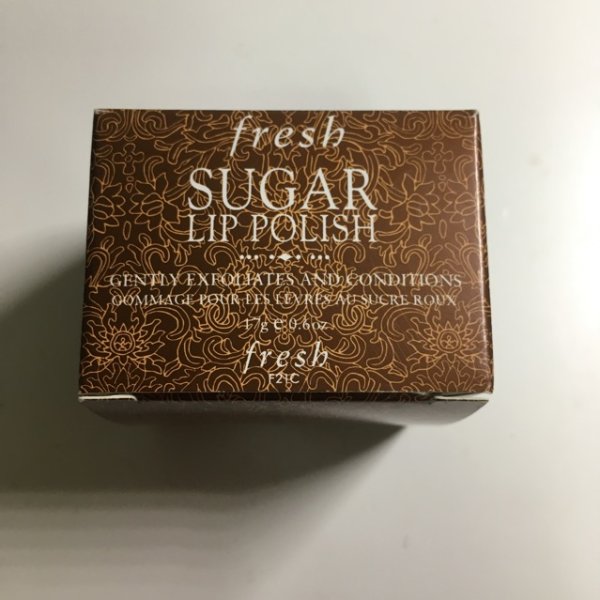 fresh
SUGAR
LIP POLISH
GENTLY EXFOLIATES AND CONDITIONS
GOMMAGE POUR LES LÈVRES AU SUCRE ROUX
17g e 0.6oz
fresh
F21C